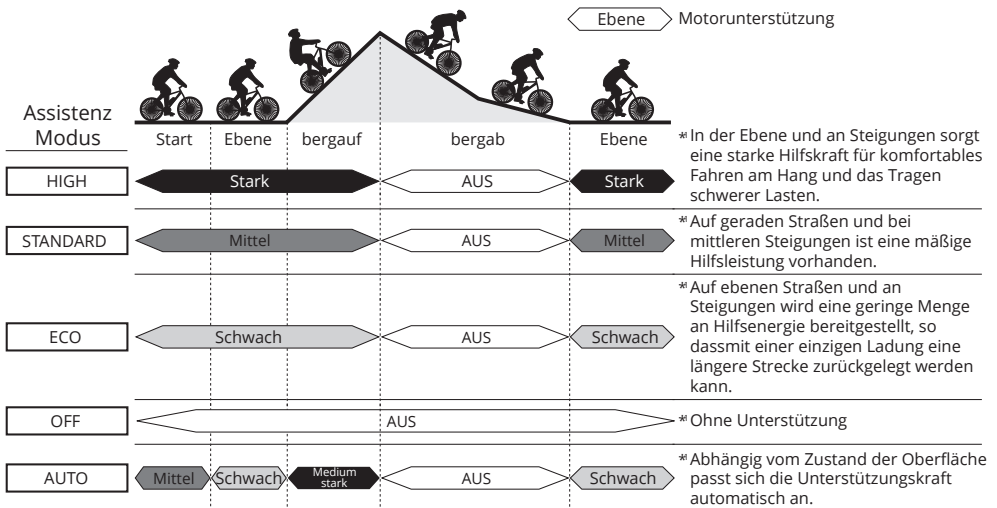 Ebene Motorunterstützung
Assistenz
Modus
Start Ebene bergauf bergab Ebene
HIGH Stark AUS Stark
*In der Ebene und an Steigungen sorgt
eine starke Hilfskraft für komfortables
Fahren am Hang und das Tragen
schwerer Lasten.
STANDARD Mittel AUS Mittel
*Auf geraden Straßen und bei
mittleren Steigungen ist eine mäßige
Hilfsleistung vorhanden.
ECO Schwach AUS Schwach
*Auf ebenen Straßen und an
Steigungen wird eine geringe Menge
an Hilfsenergie bereitgestellt, so
dassmit einer einzigen Ladung eine
längere Strecke zurückgelegt werden
kann.
OFF AUS
*Ohne Unterstützung
AUTO Mittel Schwach Medium
stark AUS Schwach
*Abhängig vom Zustand der Oberfläche
passt sich die Unterstützungskraft
automatisch an.